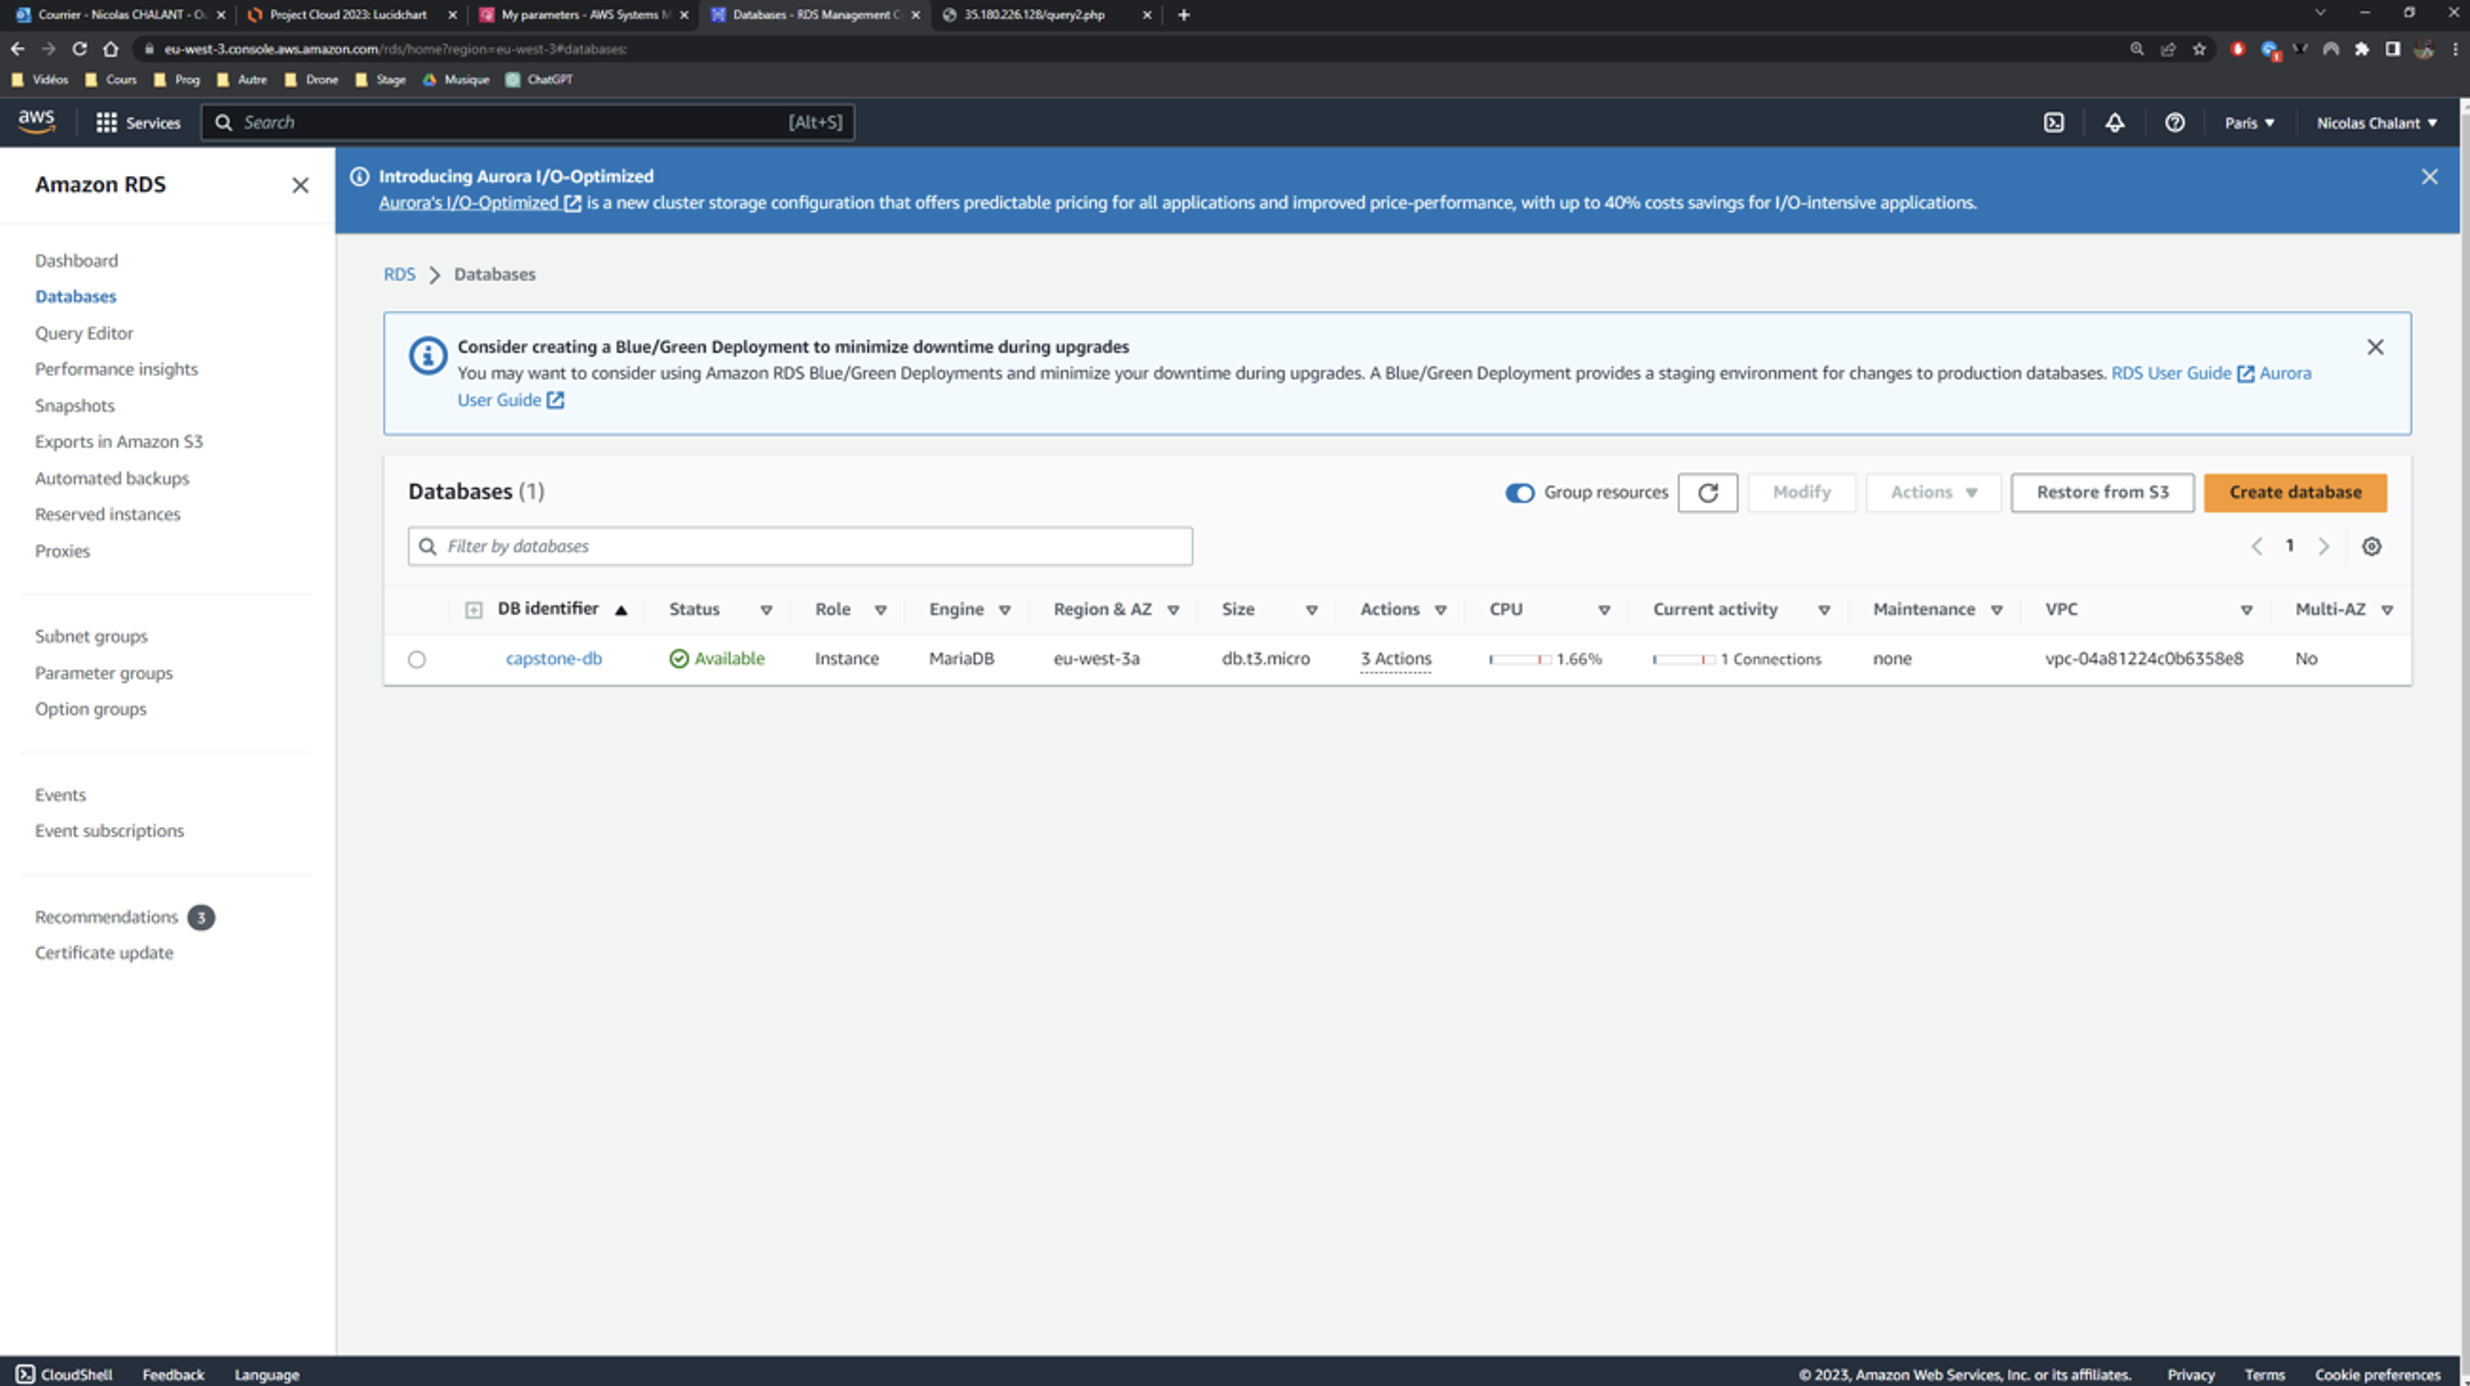 Courrier - Nicolas CHALANT - O
Project Cloud 2023: Lucidchart
My parameters - AWS Systems M
Databases - RDS Management C
35.180.226.128/query2.php
eu-west-3.console.aws.amazon.com/rds/home?region=eu-west-3#databases:
Vidéos Cours Prog Autre Drone Stage Musique ChatGPT
aws Services Search [Alt+S] Paris Nicolas Chalant
Amazon RDS
Dashboard
Databases
Query Editor
Performance insights
Snapshots
Exports in Amazon S3
Automated backups
Reserved instances
Proxies
Subnet groups
Parameter groups
Option groups
Events
Event subscriptions
Recommendations 3
Certificate update
Introducing Aurora I/O-Optimized
Aurora's I/O-Optimized is a new cluster storage configuration that offers predictable pricing for all applications and improved price-performance, with up to 40% costs savings for I/O-intensive applications.
RDS > Databases
Consider creating a Blue/Green Deployment to minimize downtime during upgrades
You may want to consider using Amazon RDS Blue/Green Deployments and minimize your downtime during upgrades. A Blue/Green Deployment provides a staging environment for changes to production databases. RDS User Guide Aurora
User Guide
Databases (1) Group resources Modify Actions Restore from S3 Create database
Filter by databases 1
DB identifier Status Role Engine Region & AZ Size Actions CPU Current activity Maintenance VPC Multi-AZ
capstone-db Available Instance MariaDB eu-west-3a db.t3.micro 3 Actions 1.66% 1 Connections none vpc-04a81224c0b6358e8 No
CloudShell Feedback Language © 2023, Amazon Web Services, Inc. or its affiliates. Privacy Terms Cookie preferences